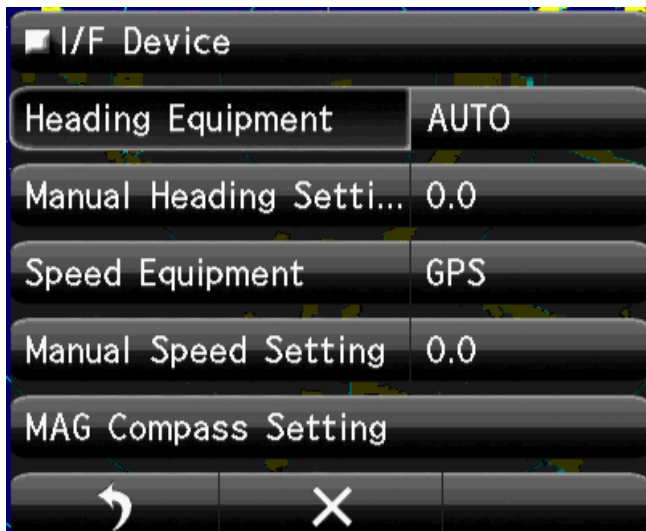 I/F Device
Heading Equipment AUTO
Manual Heading Setti... 0.0
Speed Equipment GPS
Manual Speed Setting 0.0
MAG Compass Setting